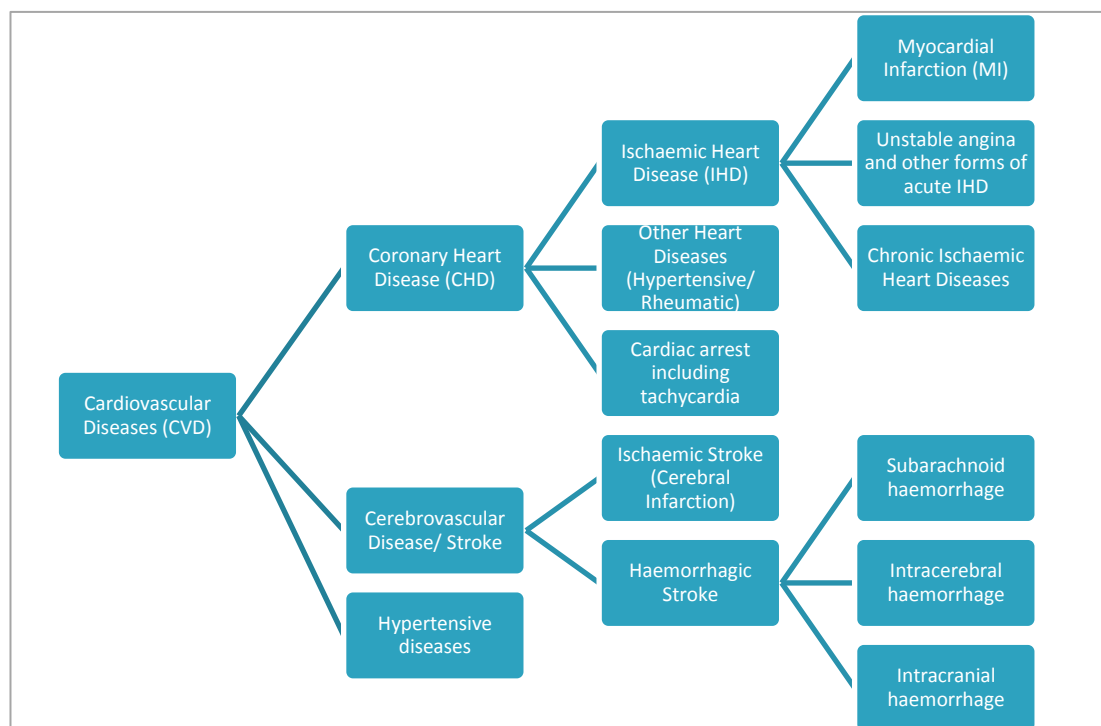 Cardiovascular
Diseases (CVD)
Coronary Heart
Disease (CHD)
Ischaemic Heart
Disease (IHD)
Myocardial
Infarction (MI)
Unstable angina
and other forms of
acute IHD
Chronic Ischaemic
Heart Diseases
Other Heart
Diseases
(Hypertensive/
Rheumatic)
Cardiac arrest
including
tachycardia
Cerebrovascular
Disease/ Stroke
Ischaemic Stroke
(Cerebral
Infarction)
Haemorrhagic
Stroke
Subarachnoid
haemorrhage
Intracerebral
haemorrhage
Intracranial
haemorrhage
Hypertensive
diseases